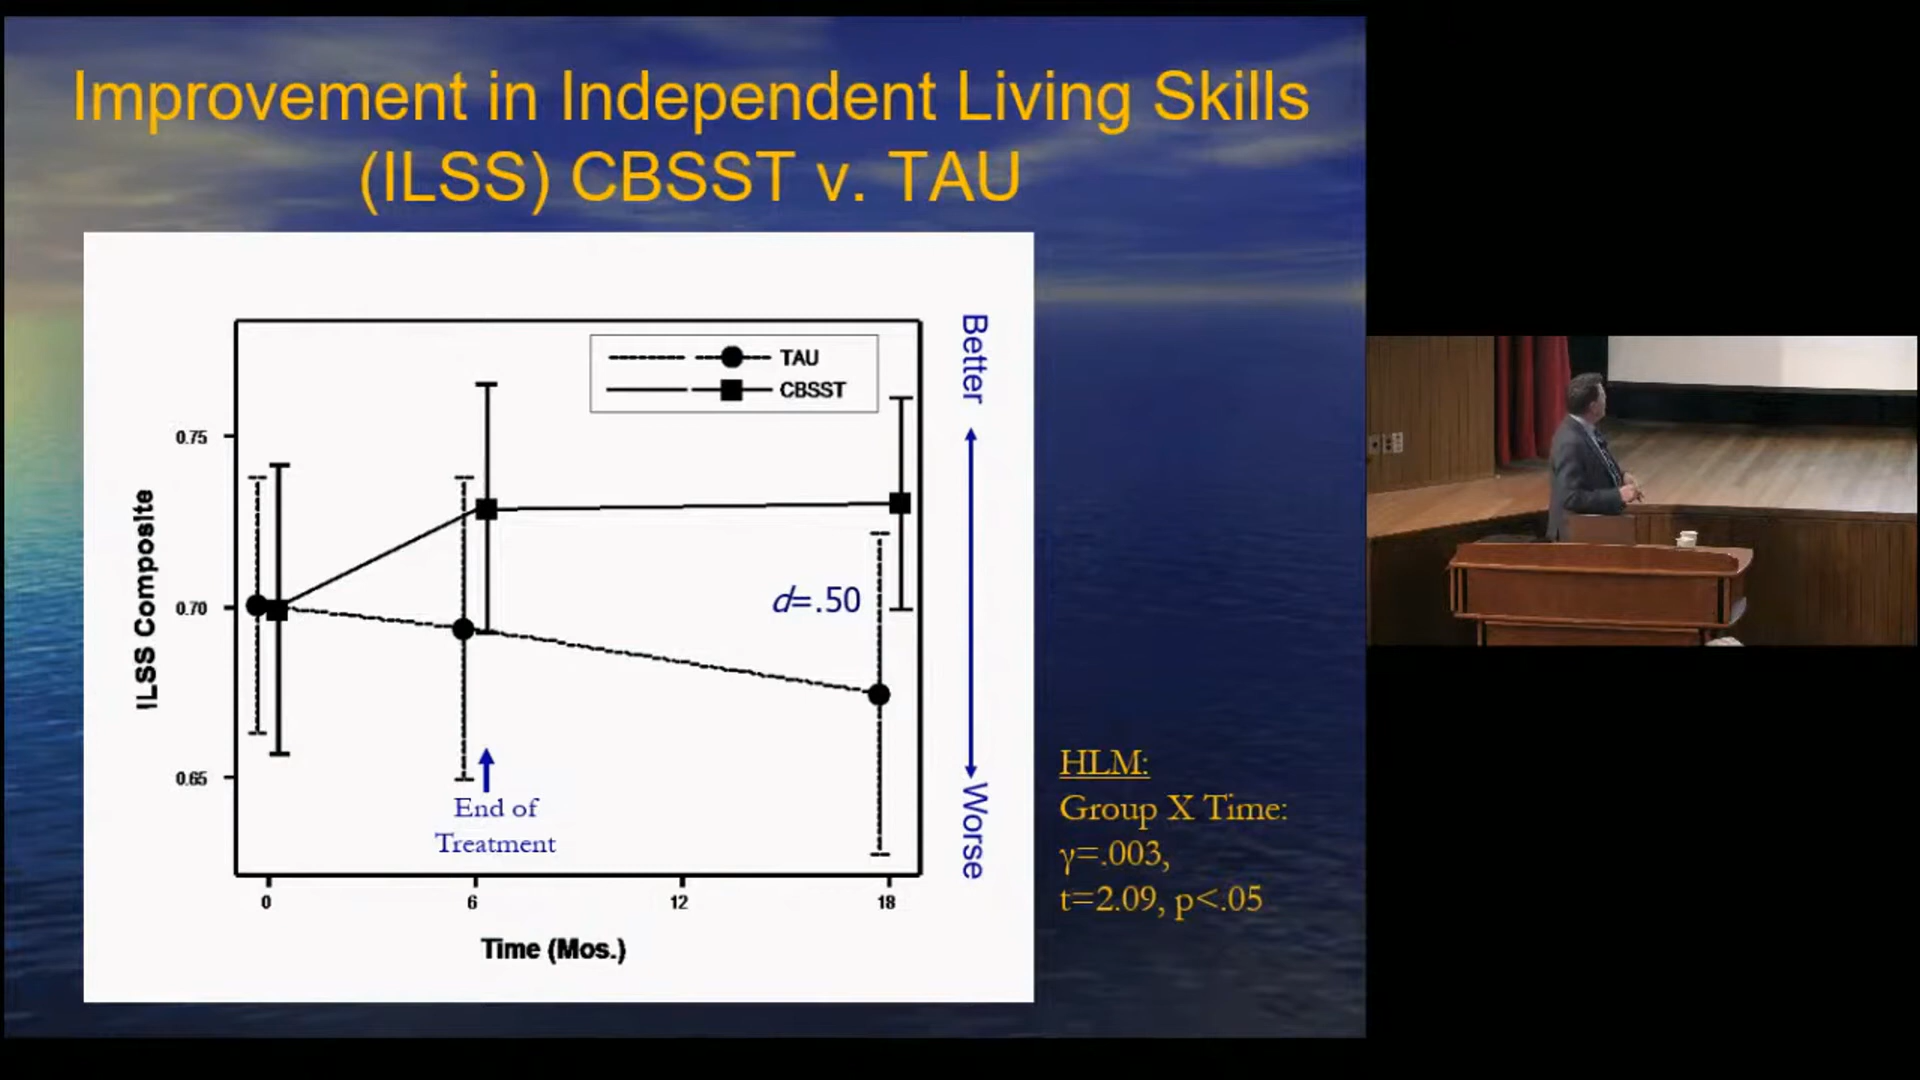 Improvement in Independent Living Skills
(ILSS) CBSST v. TAU
TAU
CBSST
Better
0.75
0.70
0.65
ILSS Composite
d=.50
End of
Treatment
Worse
0
6
12
18
Time (Mos.)
HLM:
Group X Time:
γ=.003,
t=2.09, p<.05